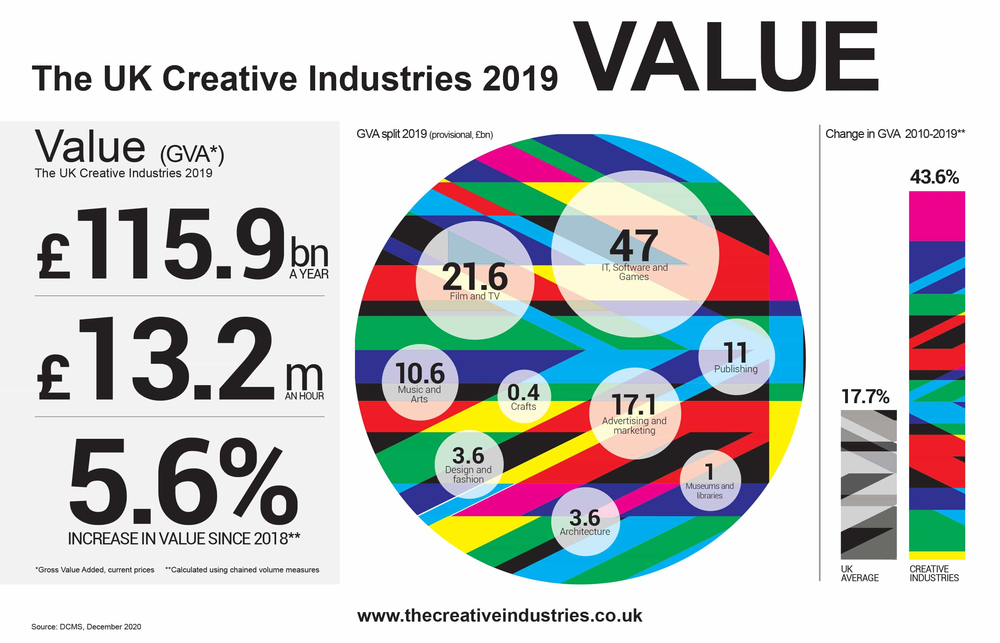 The UK Creative Industries 2019 VALUE
Value (GVA*)
The UK Creative Industries 2019
£115.9bn
A YEAR
£13.2m
AN HOUR
5.6%
INCREASE IN VALUE SINCE 2018**
*Gross Value Added, current prices **Calculated using chained volume measures
GVA split 2019 (provisional, £bn)
47
IT, Software and
Games
21.6
Film and TV
11
Publishing
10.6
Music and
Arts
0.4
Crafts
17.1
Advertising and
marketing
3.6
Design and
fashion
1
Museums and
libraries
3.6
Architecture
Change in GVA 2010-2019**
43.6%
17.7%
UK
AVERAGE
CREATIVE
INDUSTRIES
www.thecreativeindustries.co.uk
Source: DCMS, December 2020